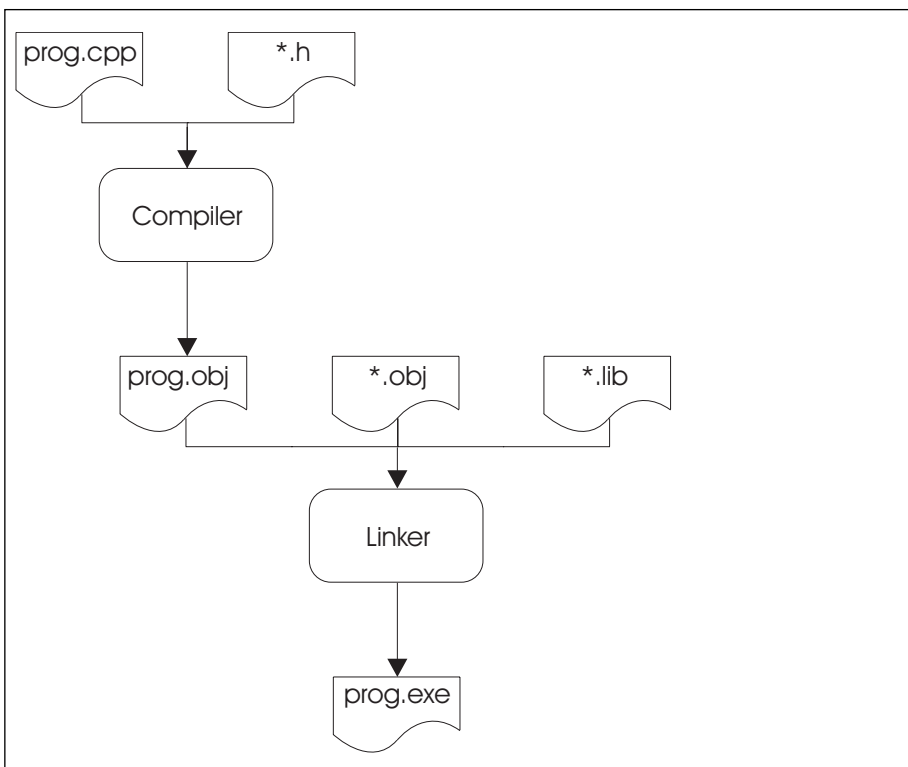 prog.cpp
*.h
Compiler
prog.obj
*.obj
*.lib
Linker
prog.exe